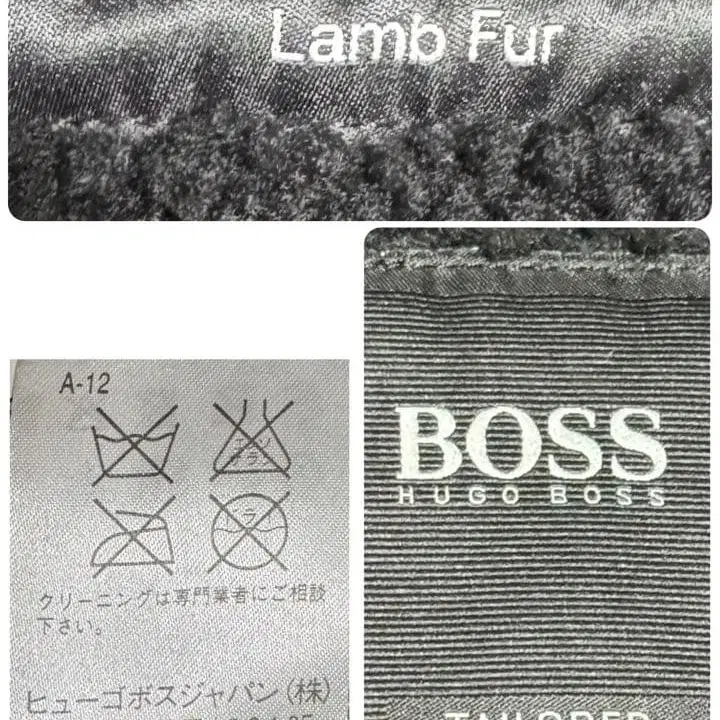 Lamb Fur
A-12
クリーニングは専門業者にご相談
下さい。
ヒューゴボスジャパン(株)
BOSS
HUGO BOSS
TAILORED